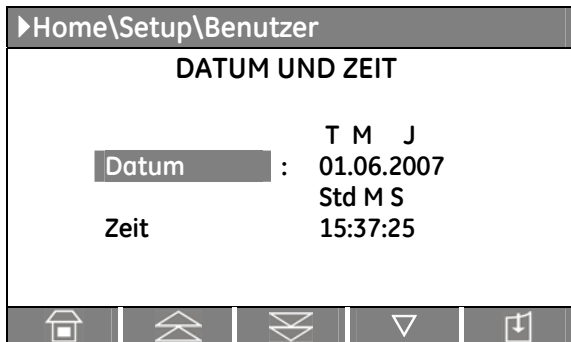 Home\Setup\Benutzer
DATUM UND ZEIT
T M J
Datum : 01.06.2007
Std M S
Zeit 15:37:25